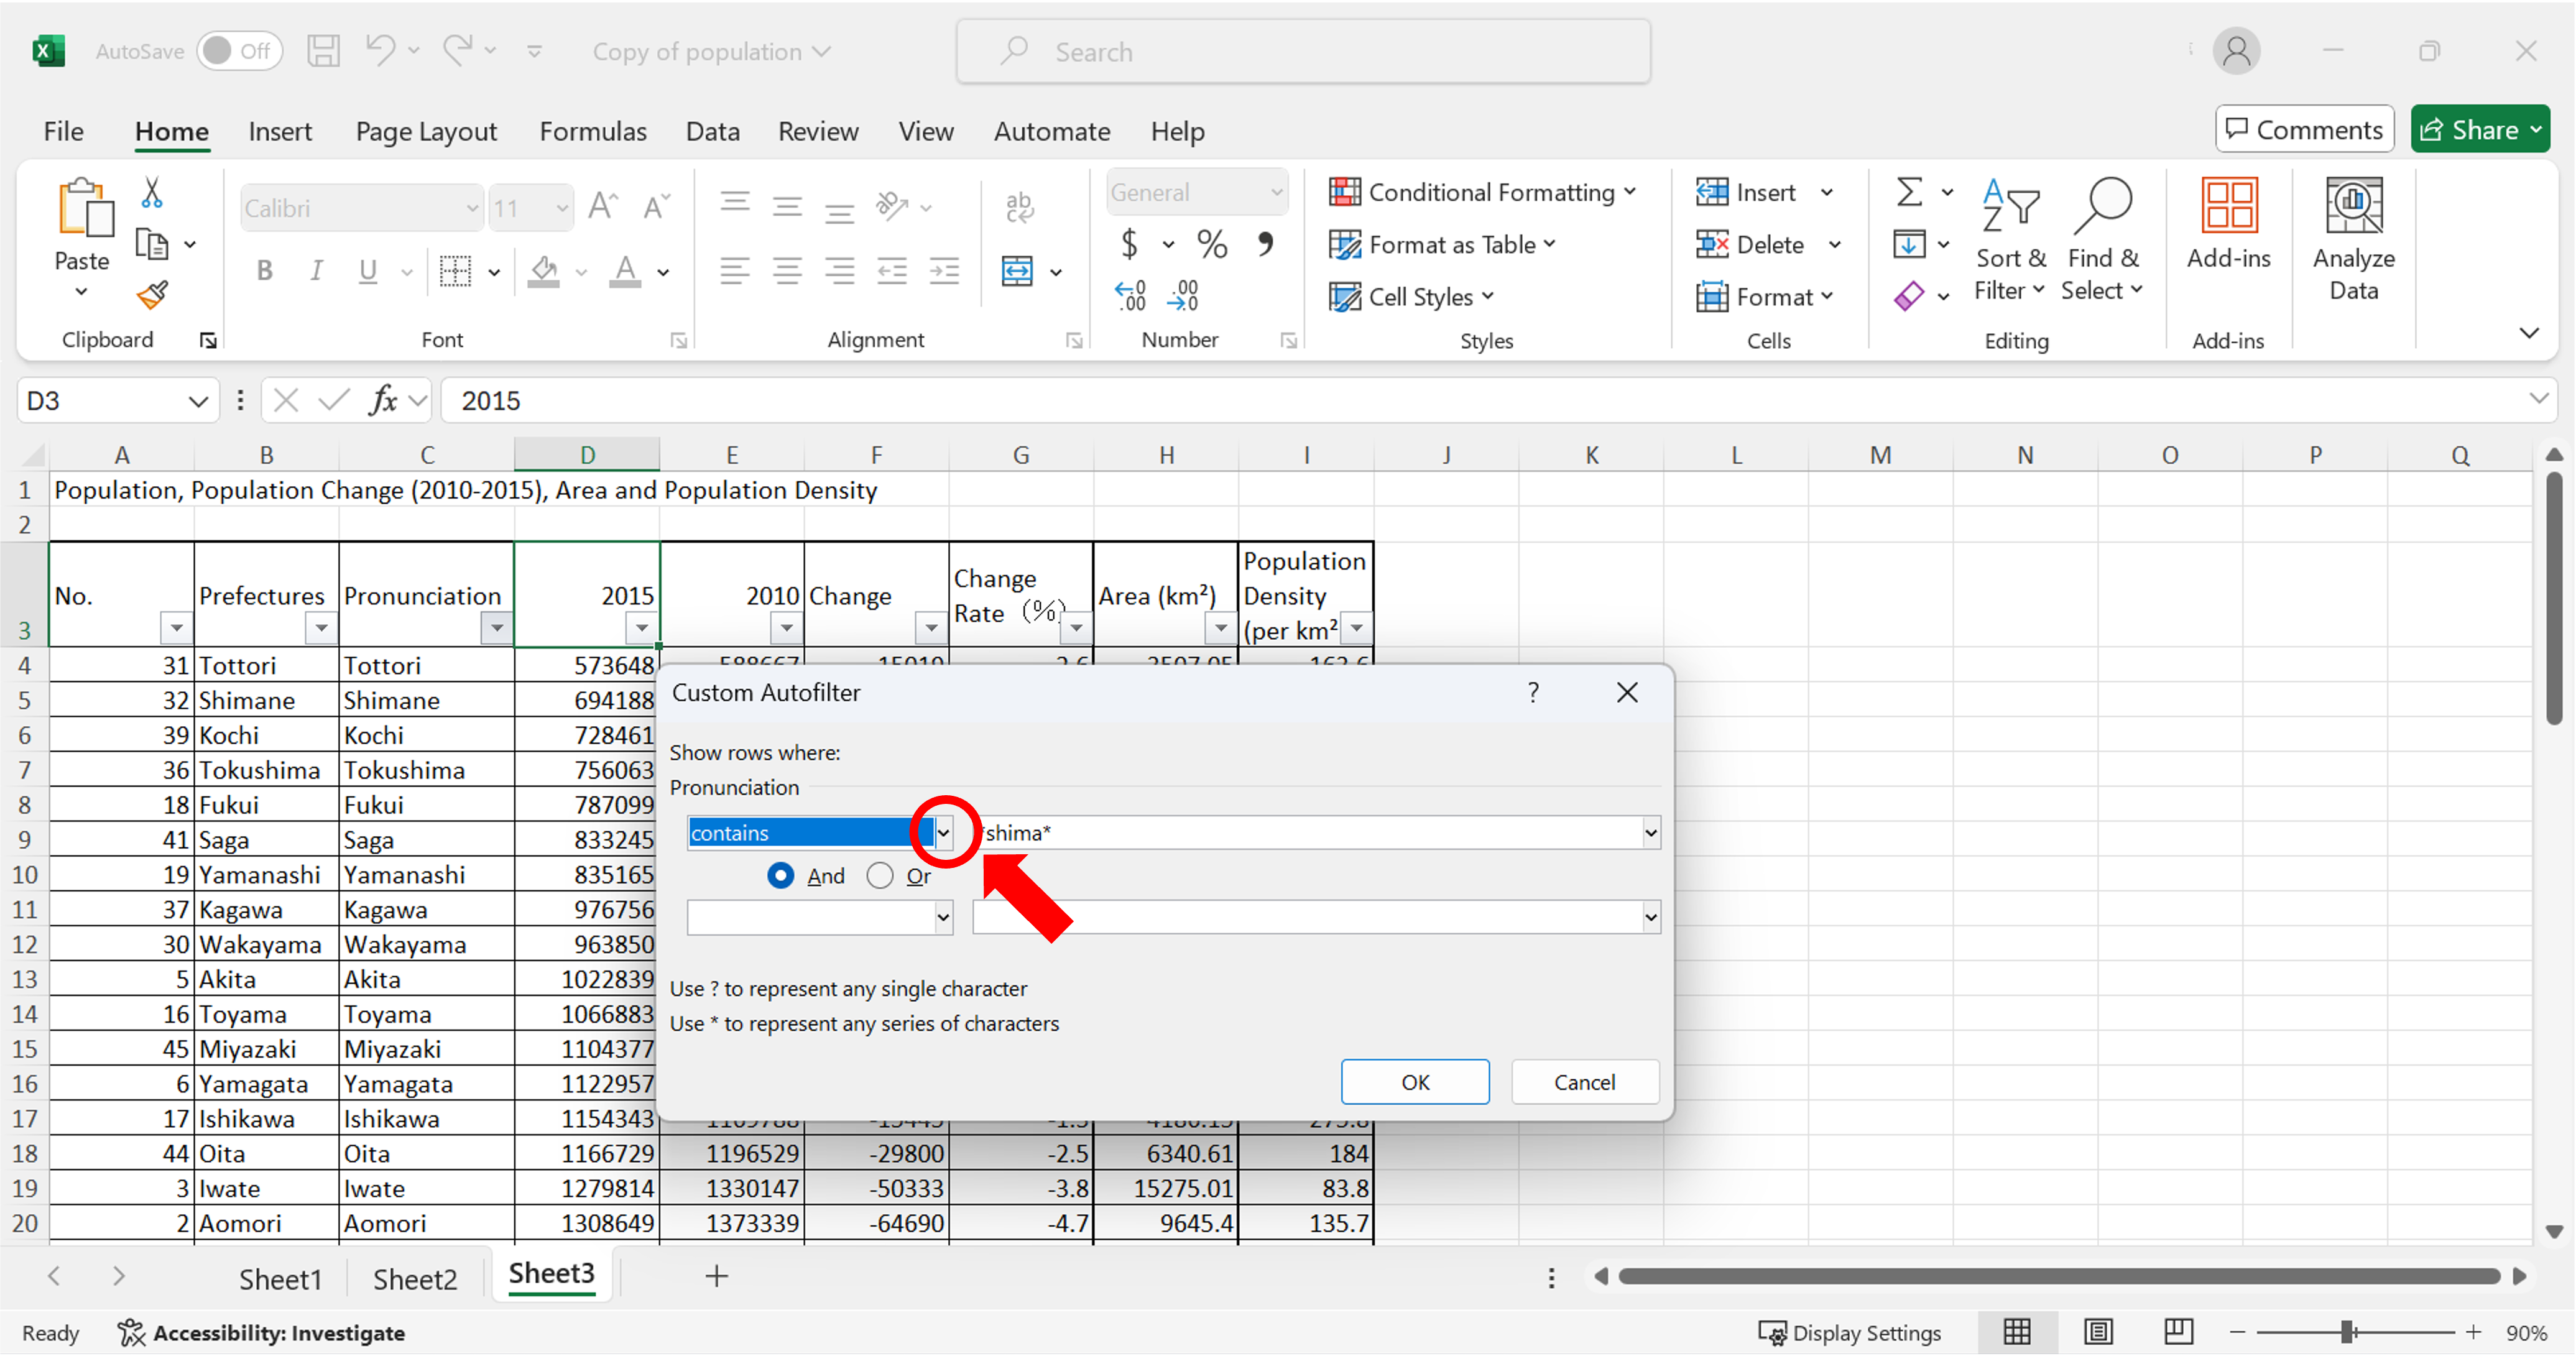 AutoSave Off Copy of population Search
File Home Insert Page Layout Formulas Data Review View Automate Help Comments Share
Paste
Calibri 11
B I U
General
$ % 9
Conditional Formatting
Format as Table
Cell Styles
Insert
Delete
Format
Sort & Filter
Find & Select
Add-ins
Analyze Data
Clipboard Font Alignment Number Styles Cells Editing Add-ins
D3 fx 2015
A B C D E F G H I J K L M N O P Q
1 Population, Population Change (2010-2015), Area and Population Density
2
3 No. Prefectures Pronunciation 2015 2010 Change Change Rate (%) Area (km²) Population Density (per km²
4 31 Tottori Tottori 573648
5 32 Shimane Shimane 694188
6 39 Kochi Kochi 728461
7 36 Tokushima Tokushima 756063
8 18 Fukui Fukui 787099
9 41 Saga Saga 833245
10 19 Yamanashi Yamanashi 835165
11 37 Kagawa Kagawa 976756
12 30 Wakayama Wakayama 963850
13 5 Akita Akita 1022839
14 16 Toyama Toyama 1066883
15 45 Miyazaki Miyazaki 1104377
16 6 Yamagata Yamagata 1122957
17 17 Ishikawa Ishikawa 1154343
18 44 Oita Oita 1166729 1196529 -29800 -2.5 6340.61 184
19 3 Iwate Iwate 1279814 1330147 -50333 -3.8 15275.01 83.8
20 2 Aomori Aomori 1308649 1373339 -64690 -4.7 9645.4 135.7
Custom Autofilter ?
Show rows where:
Pronunciation
contains *shima*
And Or
Use ? to represent any single character
Use * to represent any series of characters
OK Cancel
Sheet1 Sheet2 Sheet3
Ready Accessibility: Investigate Display Settings 90%